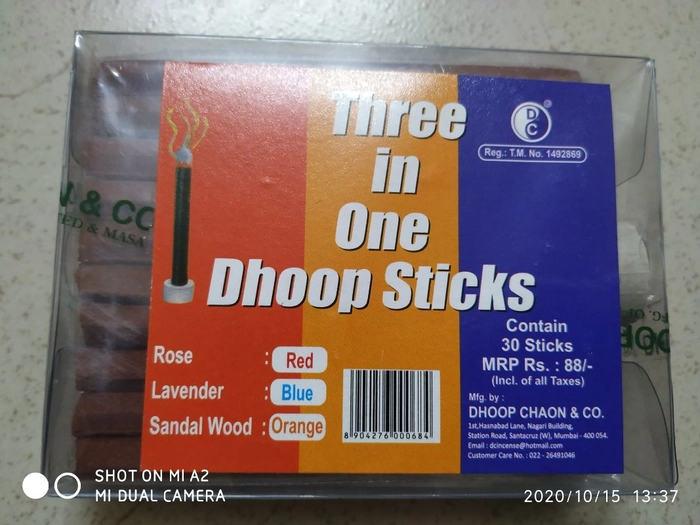 Three
in
One
Dhoop Sticks
D
C
Reg.: T.M. No. 1492869
& CO
TED & MASA
Contain
30 Sticks
MRP Rs. : 88/-
(Incl. of all Taxes)
Rose : Red
Lavender : Blue
Sandal Wood : Orange
8 904276 000684
Mfg. by :
DHOOP CHAON & CO.
1st,Hasnabad Lane, Nagari Building,
Station Road, Santacruz (W), Mumbai - 400 054.
Email : dcincense@hotmail.com
Customer Care No. : 022 - 26491046
SHOT ON MI A2
MI DUAL CAMERA
2020/10/15 13:37